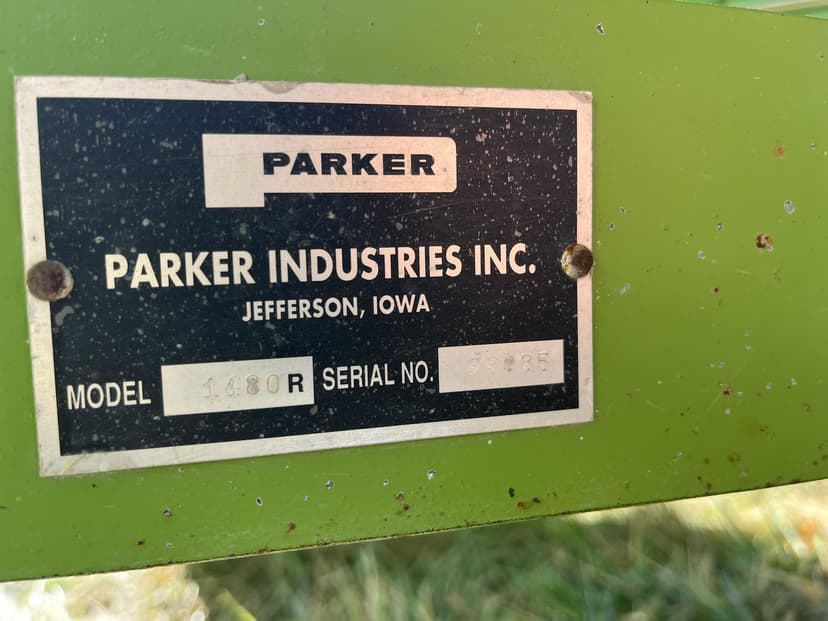 PARKER
PARKER INDUSTRIES INC.
JEFFERSON, IOWA
MODEL 1480R SERIAL NO.